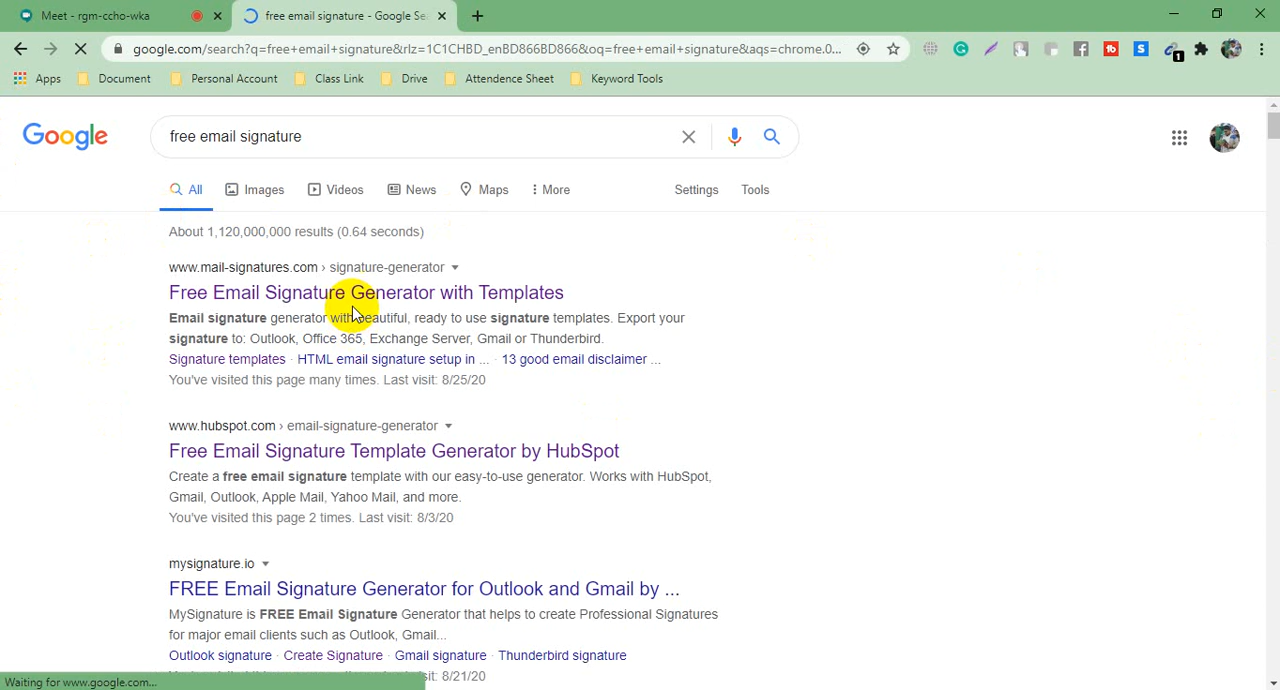 Meet - rgm-ccho-wka
free email signature - Google Se
google.com/search?q=free+email+signature&rlz=1C1CHBD_enBD866BD866&oq=free+email+signature&aqs=chrome.0...
1
Apps Document Personal Account Class Link Drive Attendence Sheet Keyword Tools
Google
free email signature
All Images Videos News Maps More Settings Tools
About 1,120,000,000 results (0.64 seconds)
www.mail-signatures.com › signature-generator
Free Email Signature Generator with Templates
Email signature generator with beautiful, ready to use signature templates. Export your
signature to: Outlook, Office 365, Exchange Server, Gmail or Thunderbird.
Signature templates · HTML email signature setup in ... · 13 good email disclaimer ...
You've visited this page many times. Last visit: 8/25/20
www.hubspot.com › email-signature-generator
Free Email Signature Template Generator by HubSpot
Create a free email signature template with our easy-to-use generator. Works with HubSpot,
Gmail, Outlook, Apple Mail, Yahoo Mail, and more.
You've visited this page 2 times. Last visit: 8/3/20
mysignature.io
FREE Email Signature Generator for Outlook and Gmail by ...
MySignature is FREE Email Signature Generator that helps to create Professional Signatures
for major email clients such as Outlook, Gmail...
Outlook signature · Create Signature · Gmail signature · Thunderbird signature
sit: 8/21/20
Waiting for www.google.com...